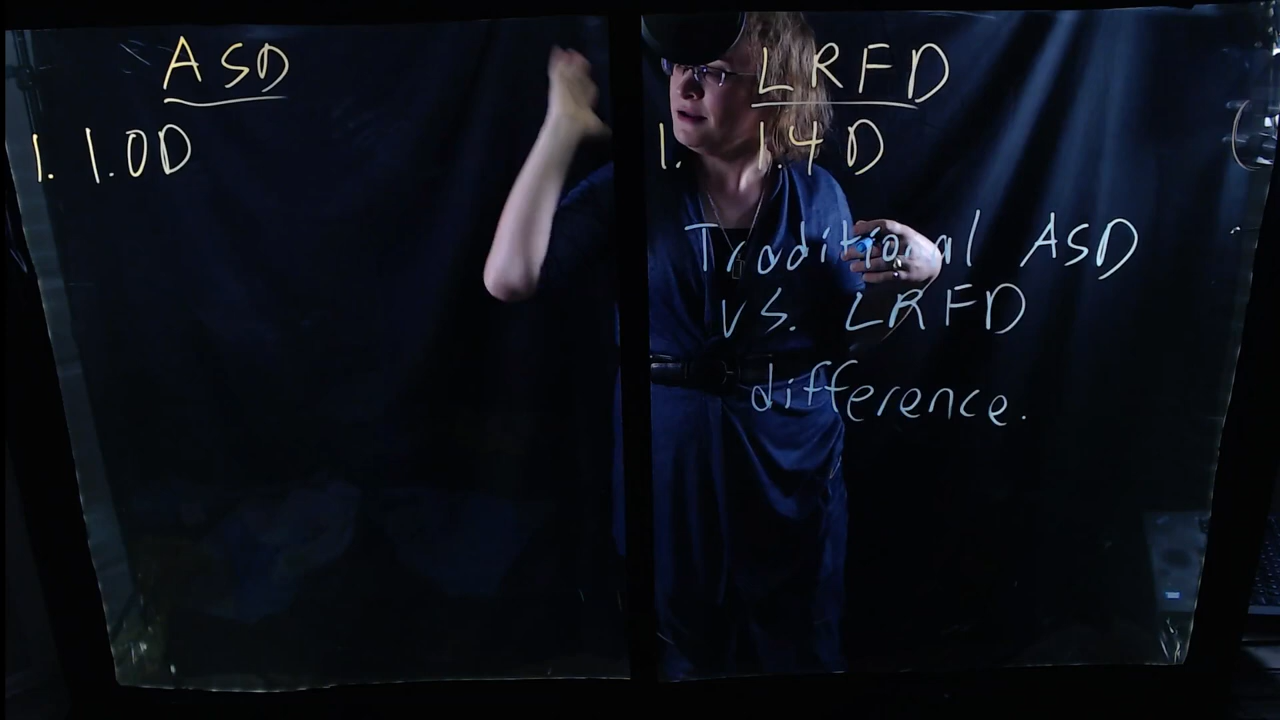 ASD
1. 1.0D
LRFD
1. 1.4D
Traditional ASD
vs. LRFD
difference.